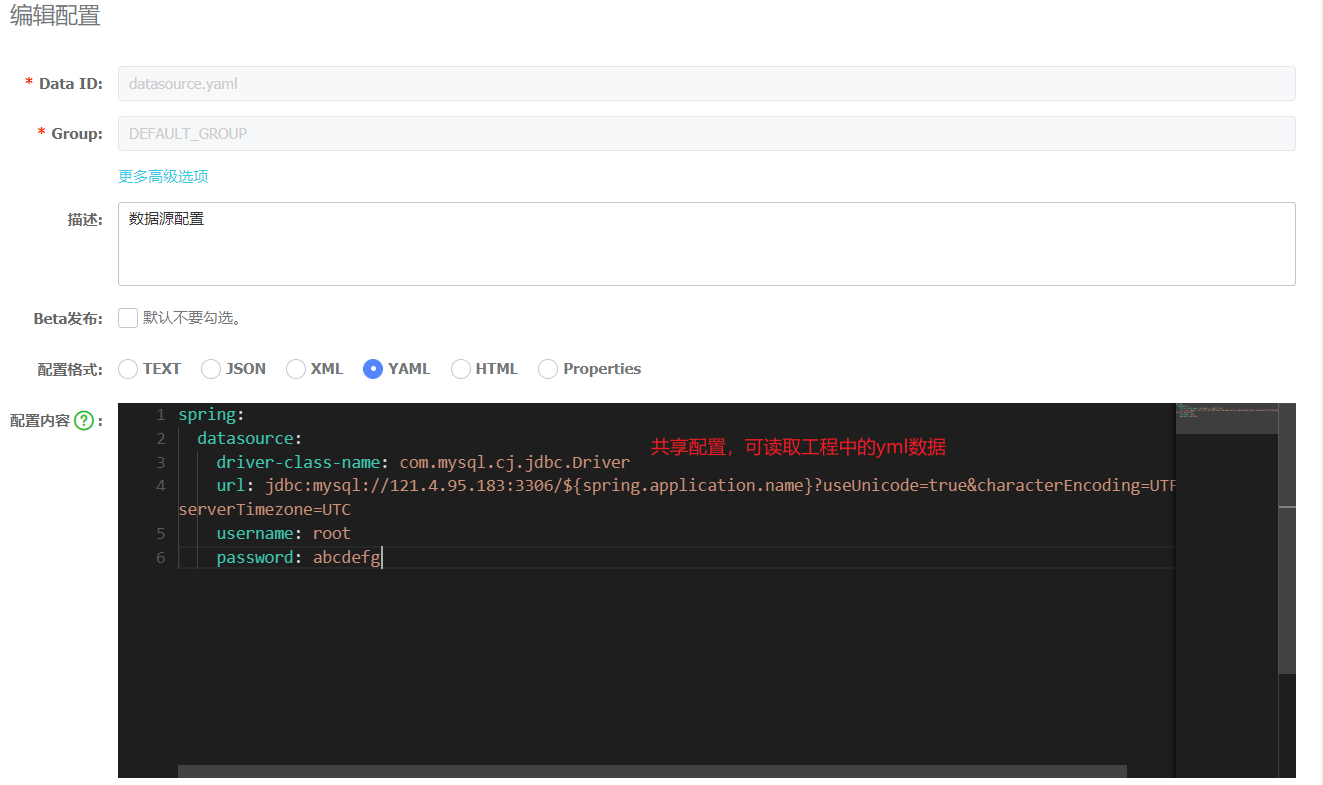 编辑配置
* Data ID: datasource.yaml
* Group: DEFAULT_GROUP
更多高级选项
描述: 数据源配置
Beta发布: 默认不要勾选。
配置格式: TEXT JSON XML YAML HTML Properties
配置内容 ? :
1 spring:
2 datasource:
共享配置，可读取工程中的yml数据
3 driver-class-name: com.mysql.cj.jdbc.Driver
4 url: jdbc:mysql://121.4.95.183:3306/${spring.application.name}?useUnicode=true&characterEncoding=UTF
serverTimezone=UTC
5 username: root
6 password: abcdefg